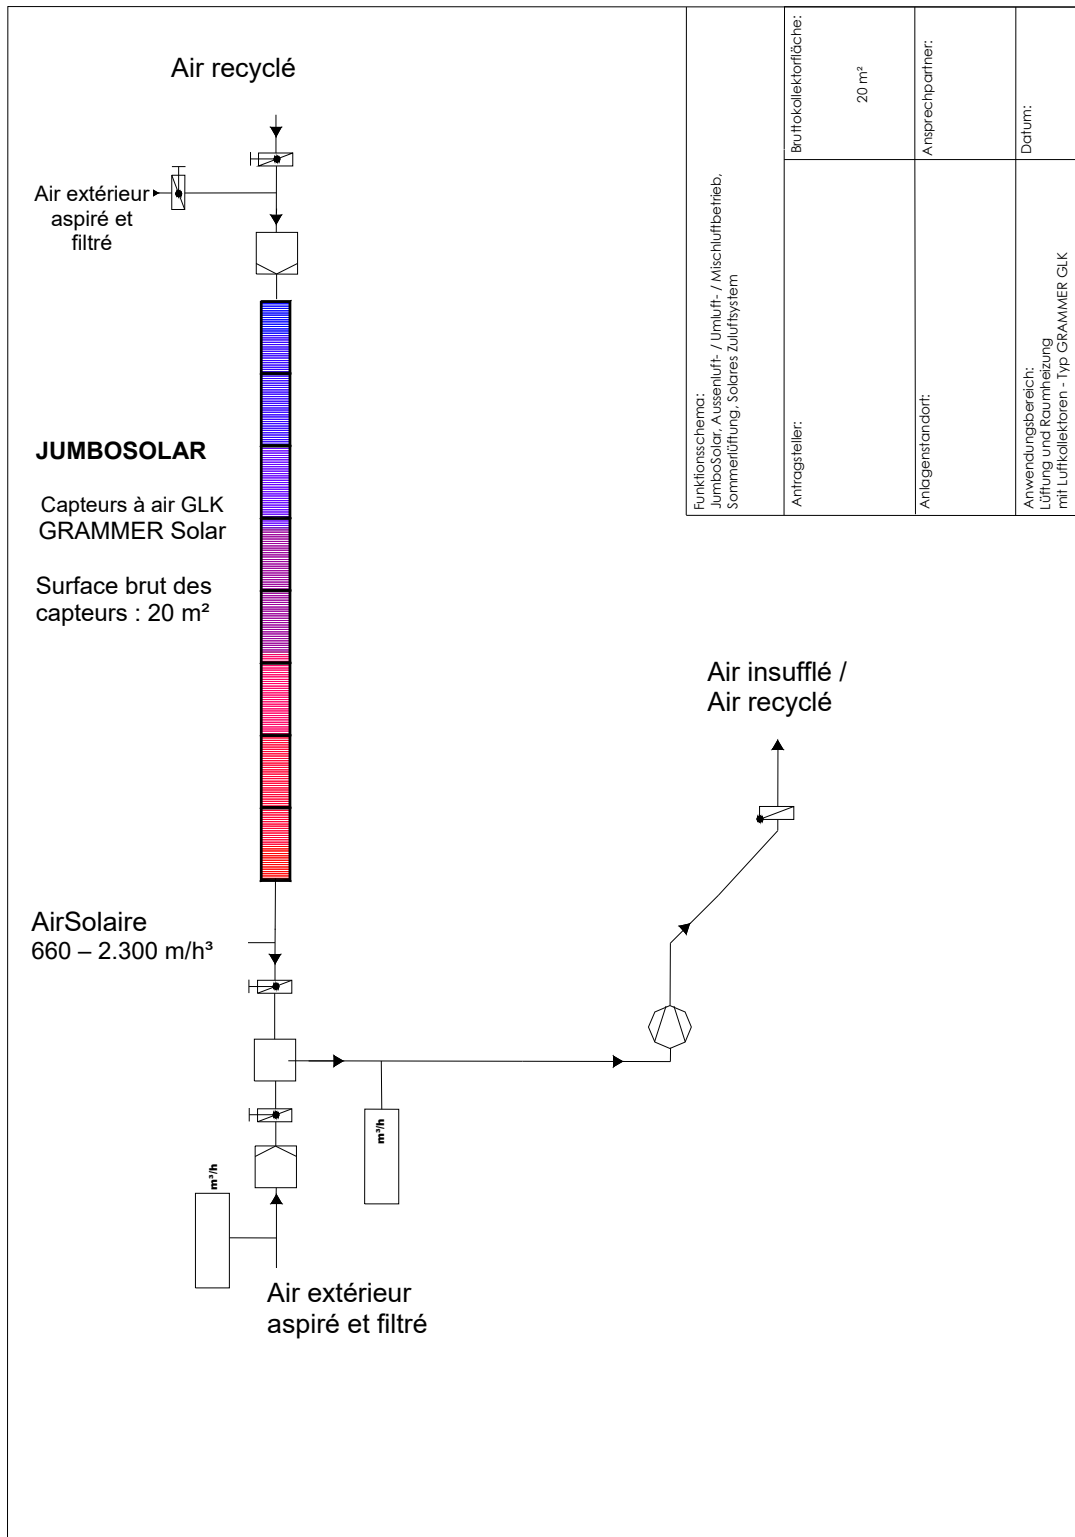 Air recyclé
Air extérieur
aspiré et
filtré
JUMBOSOLAR
Capteurs à air GLK
GRAMMER Solar
Surface brut des
capteurs : 20 m²
Air insufflé /
Air recyclé
AirSolaire
660 – 2.300 m/h³
m³/h
m³/h
Air extérieur
aspiré et filtré
Funktionsschema:
JumboSolar, Aussenluft- / Umluft- / Mischluftbetrieb,
Sommerlüftung, Solares Zuluftsystem
Antragsteller:
Bruttokollektorfläche:
20 m²
Anlagenstandort:
Ansprechpartner:
Anwendungsbereich:
Lüftung und Raumheizung
mit Luftkollektoren - Typ GRAMMER GLK
Datum: